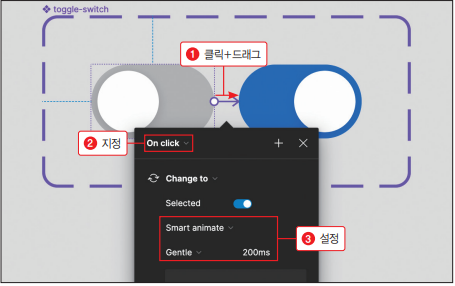 toggle-switch
1 클릭+드래그
2 지정
On click
Change to
Selected
Smart animate
Gentle 200ms
3 설정